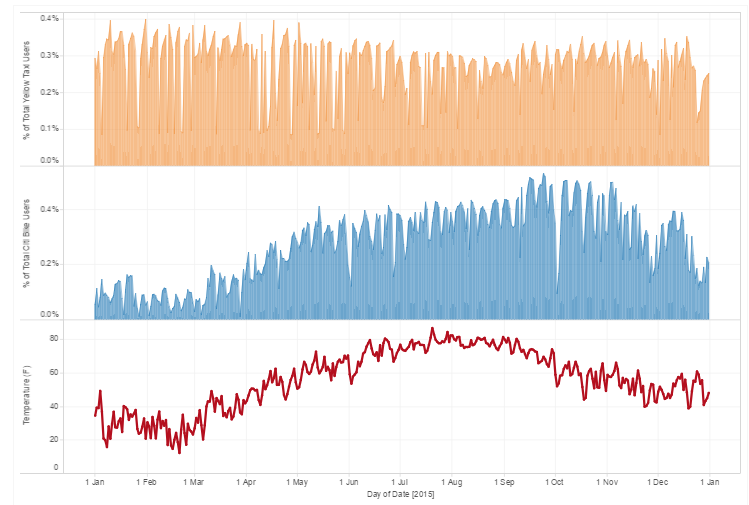 0.4%
0.3%
0.2%
0.1%
0.0%
% of Total Yellow Taxi Users
0.4%
0.2%
0.0%
% of Total Citi Bike Users
80
60
40
20
0
Temperature (F)
1 Jan 1 Feb 1 Mar 1 Apr 1 May 1 Jun 1 Jul 1 Aug 1 Sep 1 Oct 1 Nov 1 Dec 1 Jan
Day of Date [2015]